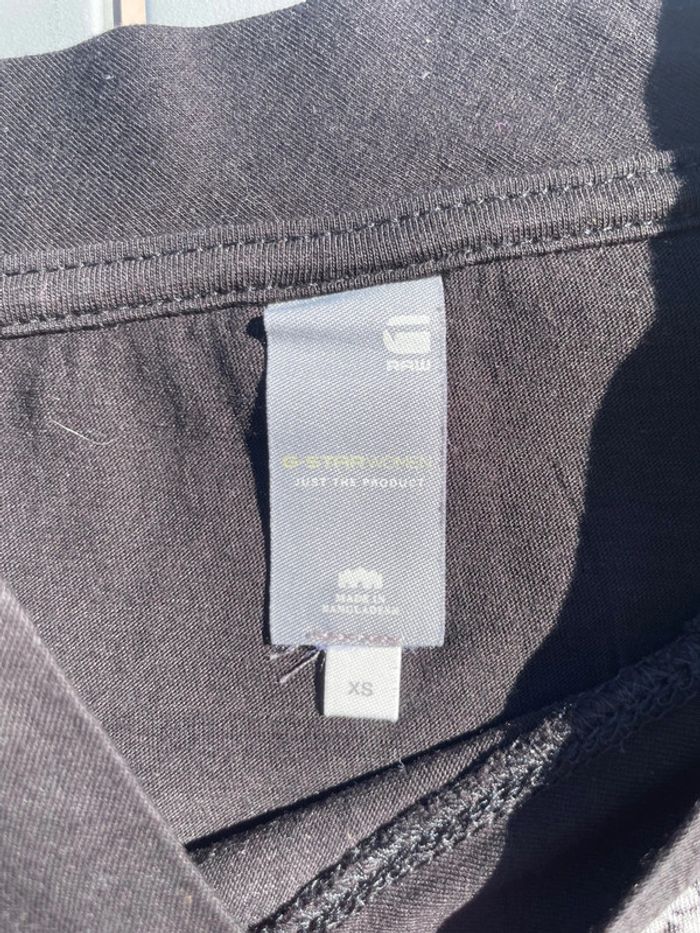 RAW
G-STAR WOMEN
JUST THE PRODUCT
MADE IN
BANGLADESH
XS